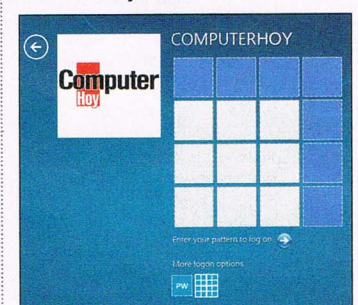 COMPUTERHOY
Computer
Hoy
Enter your pattern to log on
More logon options
PW